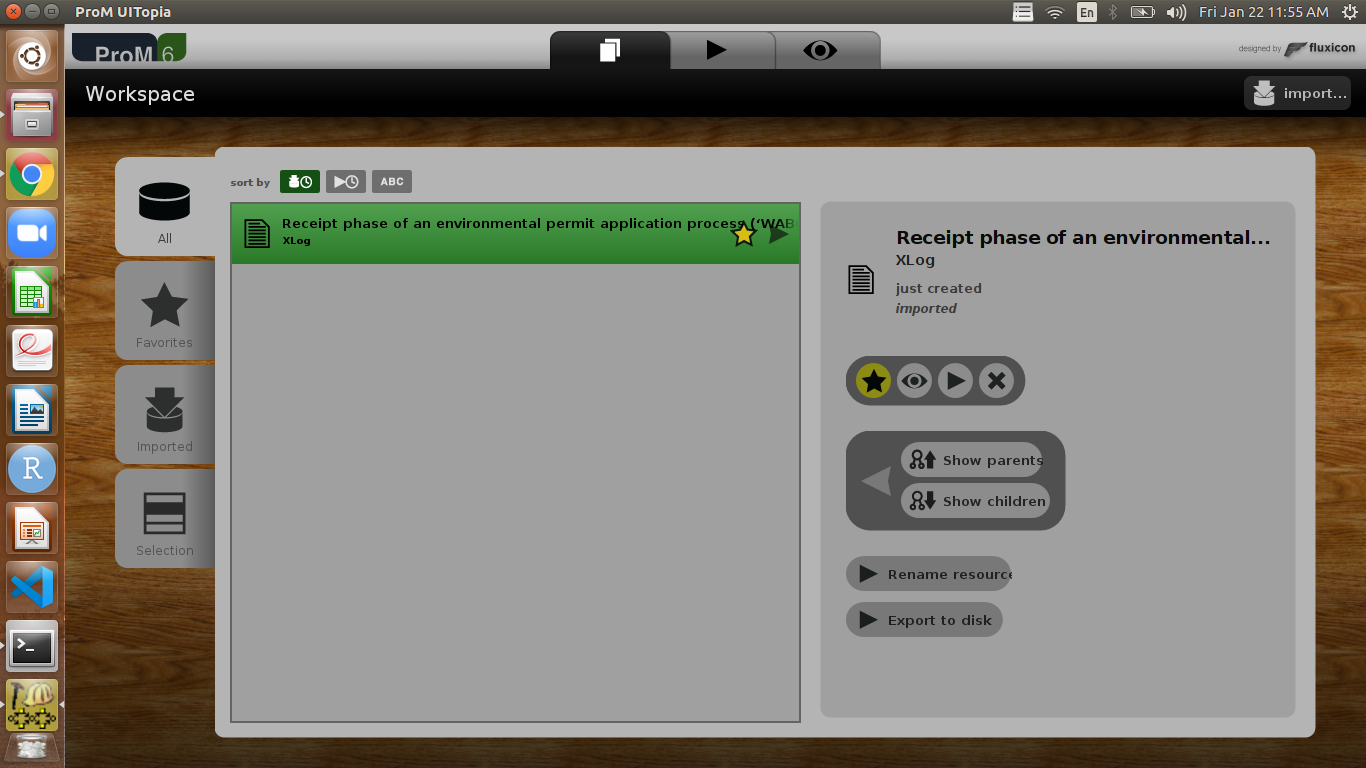 ProM UITopia
En
Fri Jan 22 11:55 AM
ProM 6
designed by fluxicon
Workspace
import...
sort by
ABC
All
Favorites
Imported
Selection
Receipt phase of an environmental permit application process (‘WAB
XLog
Receipt phase of an environmental...
XLog
just created
imported
Show parents
Show children
Rename resource
Export to disk
R